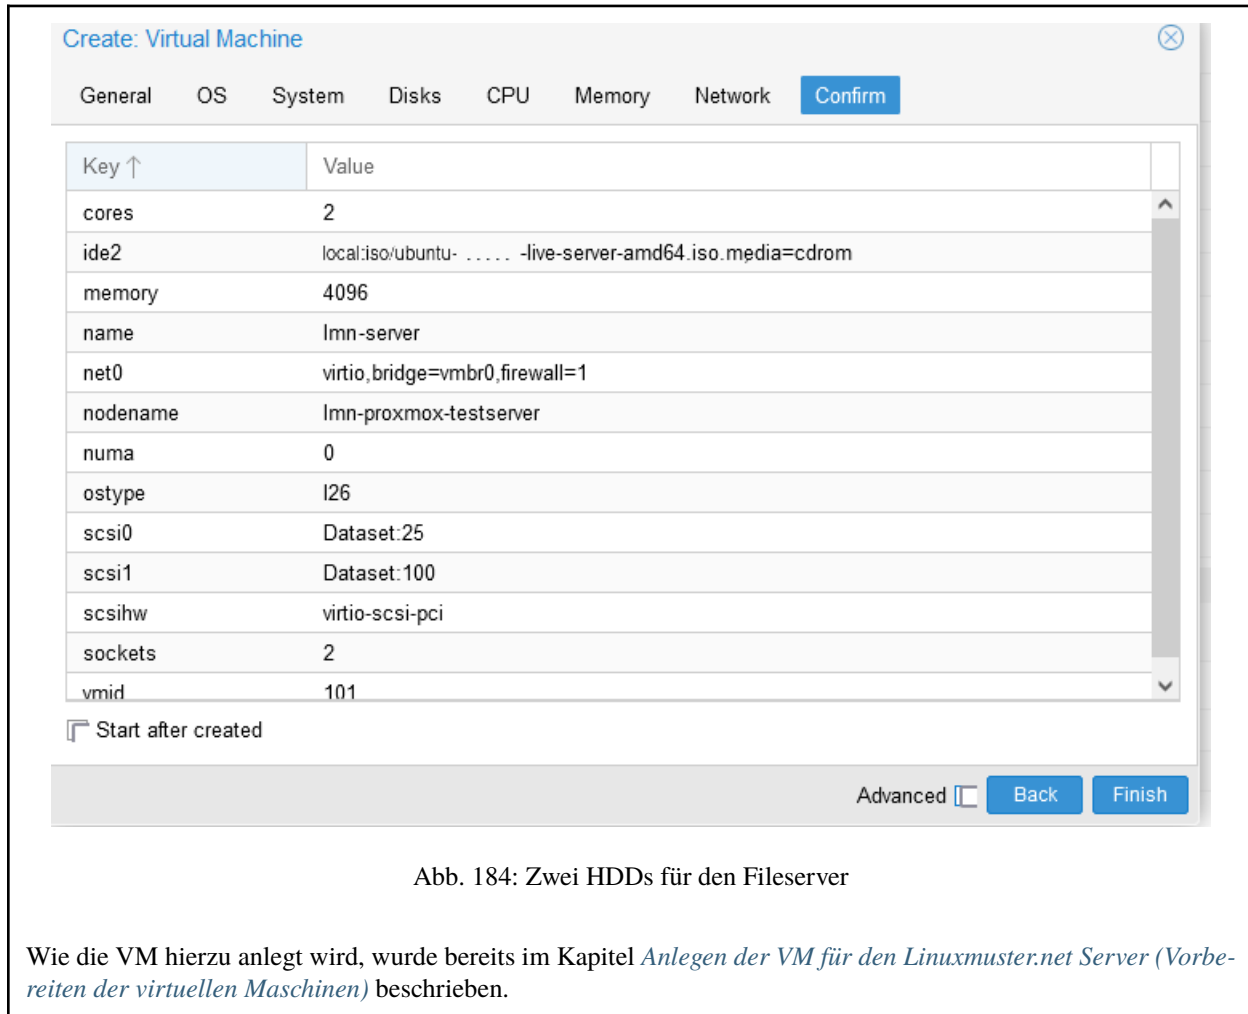 Create: Virtual Machine
General OS System Disks CPU Memory Network Confirm
Key ↑ Value
cores 2
ide2 local:iso/ubuntu- ..... -live-server-amd64.iso.media=cdrom
memory 4096
name lmn-server
net0 virtio,bridge=vmbr0,firewall=1
nodename lmn-proxmox-testserver
numa 0
ostype l26
scsi0 Dataset:25
scsi1 Dataset:100
scsihw virtio-scsi-pci
sockets 2
vmid 101
Start after created
Advanced Back Finish
Abb. 184: Zwei HDDs für den Fileserver
Wie die VM hierzu anlegt wird, wurde bereits im Kapitel Anlegen der VM für den Linuxmuster.net Server (Vorbe-
reiten der virtuellen Maschinen) beschrieben.